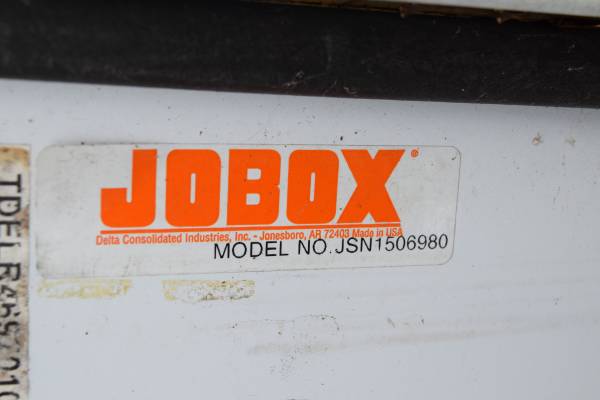 JOBOX®
Delta Consolidated Industries, Inc. - Jonesboro, AR 72403 Made in USA
MODEL NO. JSN1506980